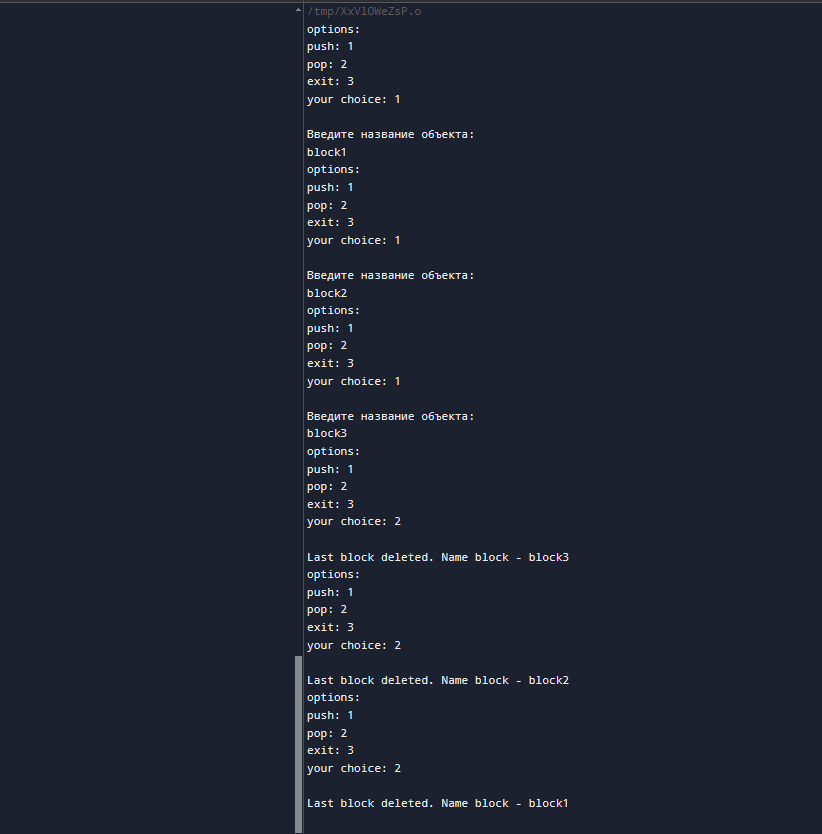 /tmp/XxVlOWeZsP.o
options:
push: 1
pop: 2
exit: 3
your choice: 1
Введите название объекта:
block1
options:
push: 1
pop: 2
exit: 3
your choice: 1
Введите название объекта:
block2
options:
push: 1
pop: 2
exit: 3
your choice: 1
Введите название объекта:
block3
options:
push: 1
pop: 2
exit: 3
your choice: 2
Last block deleted. Name block - block3
options:
push: 1
pop: 2
exit: 3
your choice: 2
Last block deleted. Name block - block2
options:
push: 1
pop: 2
exit: 3
your choice: 2
Last block deleted. Name block - block1